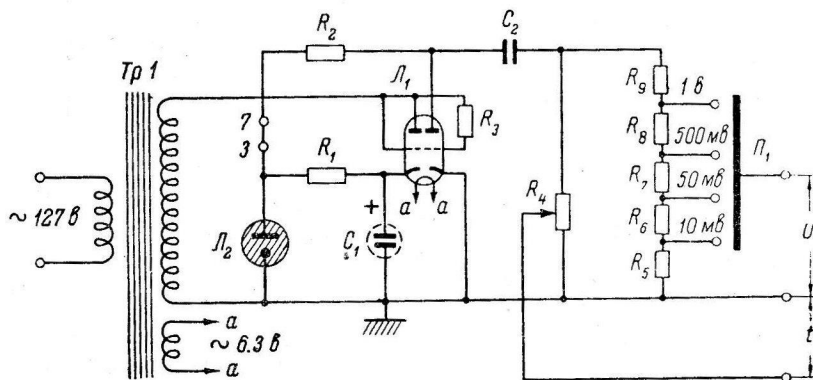 Тр 1
~ 127 в
R₂
7
3
Л₂
R₁
+
C₁
Л₁
a a
R₃
C₂
R₄
R₉
1 в
R₈
500 мв
R₇
50 мв
R₆
10 мв
R₅
П₁
U
t
a
~ 6.3 в
a